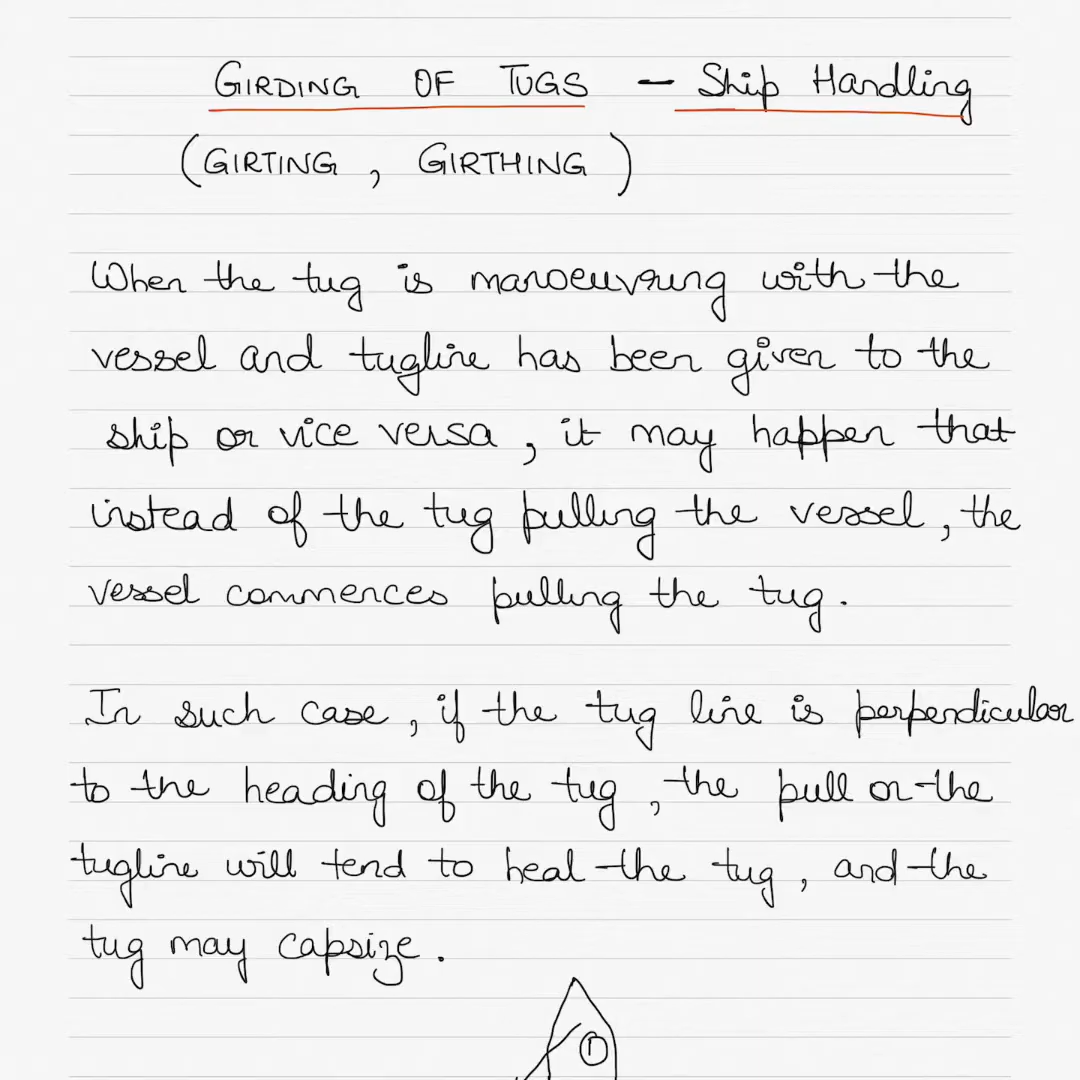 GIRDING OF TUGS - Ship Handling
(GIRTING, GIRTHING)
When the tug is manoeuvring with the
vessel and tugline has been given to the
ship or vice versa, it may happen that
instead of the tug pulling the vessel, the
vessel commences pulling the tug.
In such case, if the tug line is perpendicular
to the heading of the tug, the pull on the
tugline will tend to heal the tug, and the
tug may capsize.
1